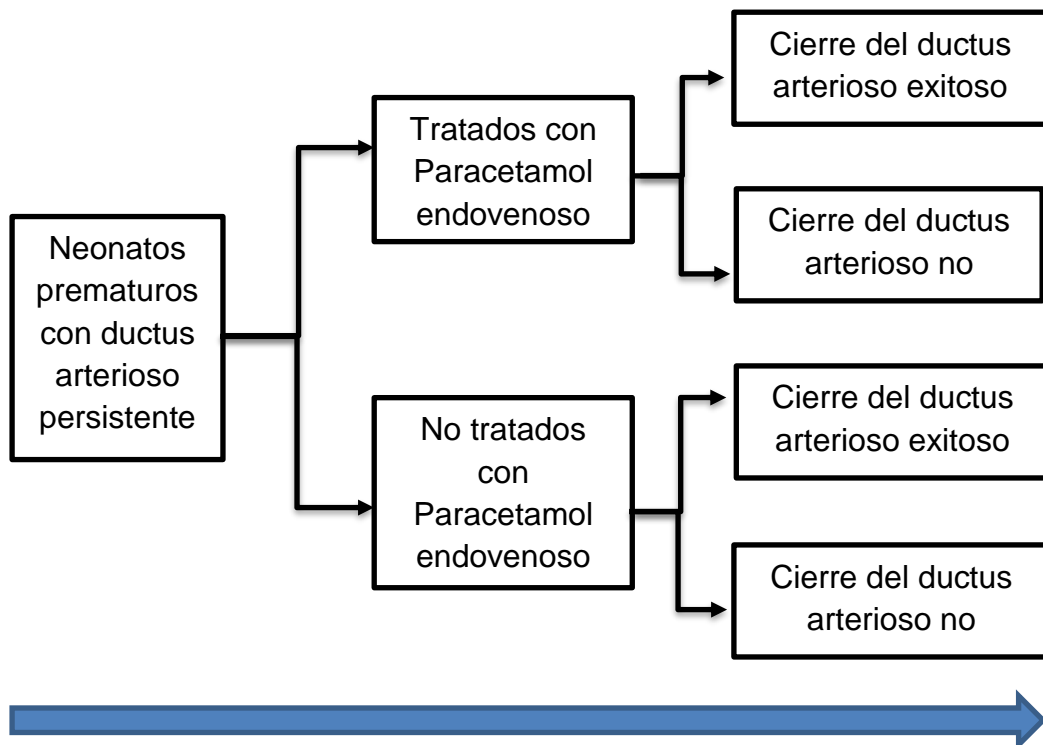 Neonatos
prematuros
con ductus
arterioso
persistente
Tratados con
Paracetamol
endovenoso
No tratados
con
Paracetamol
endovenoso
Cierre del ductus
arterioso exitoso
Cierre del ductus
arterioso no
Cierre del ductus
arterioso exitoso
Cierre del ductus
arterioso no